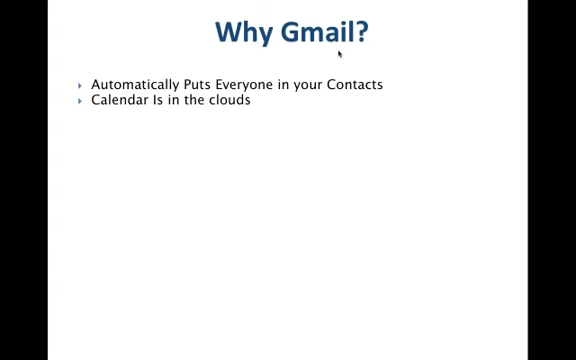 Why Gmail?
Automatically Puts Everyone in your Contacts
Calendar Is in the clouds